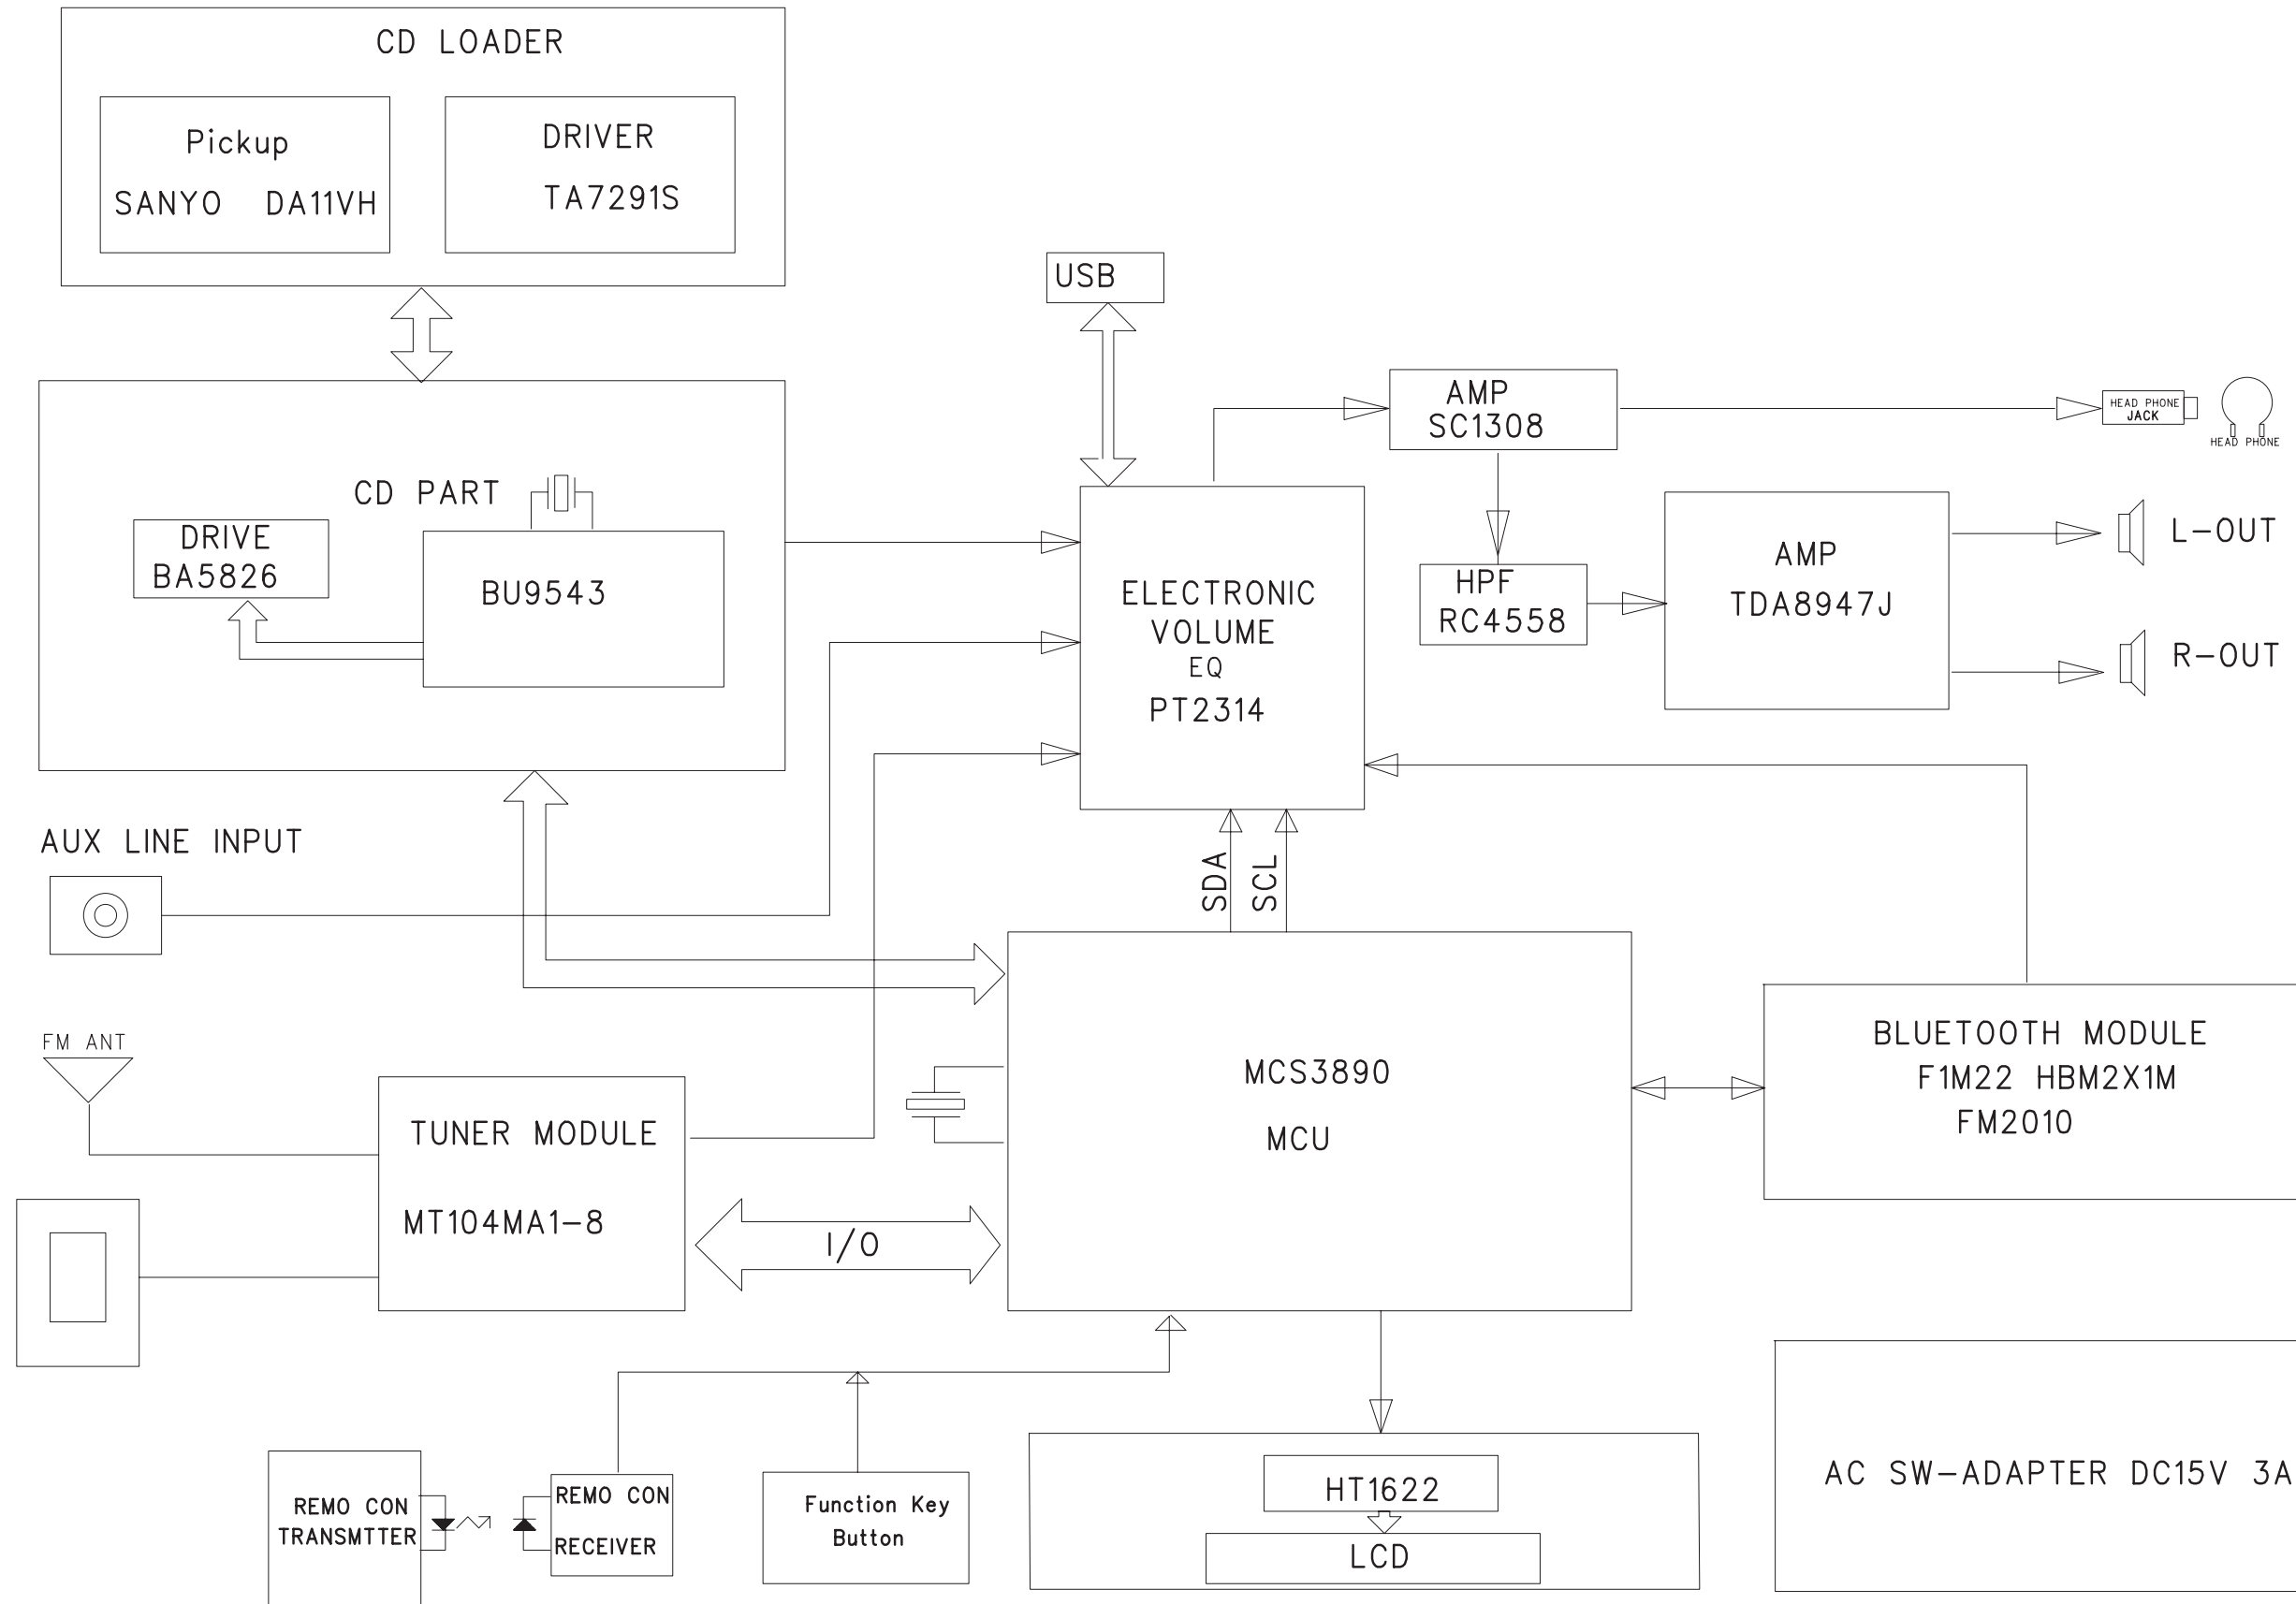 CD LOADER
Pickup
SANYO DA11VH
DRIVER
TA7291S
USB
AMP
SC1308
HEAD PHONE
JACK
HEAD PHONE
CD PART
DRIVE
BA5826
BU9543
ELECTRONIC
VOLUME
EQ
PT2314
HPF
RC4558
AMP
TDA8947J
L-OUT
R-OUT
AUX LINE INPUT
SDA
SCL
FM ANT
TUNER MODULE
MT104MA1-8
I/O
MCS3890
MCU
BLUETOOTH MODULE
F1M22 HBM2X1M
FM2010
REMO CON
TRANSMTTER
REMO CON
RECEIVER
Function Key
Button
HT1622
LCD
AC SW-ADAPTER DC15V 3A